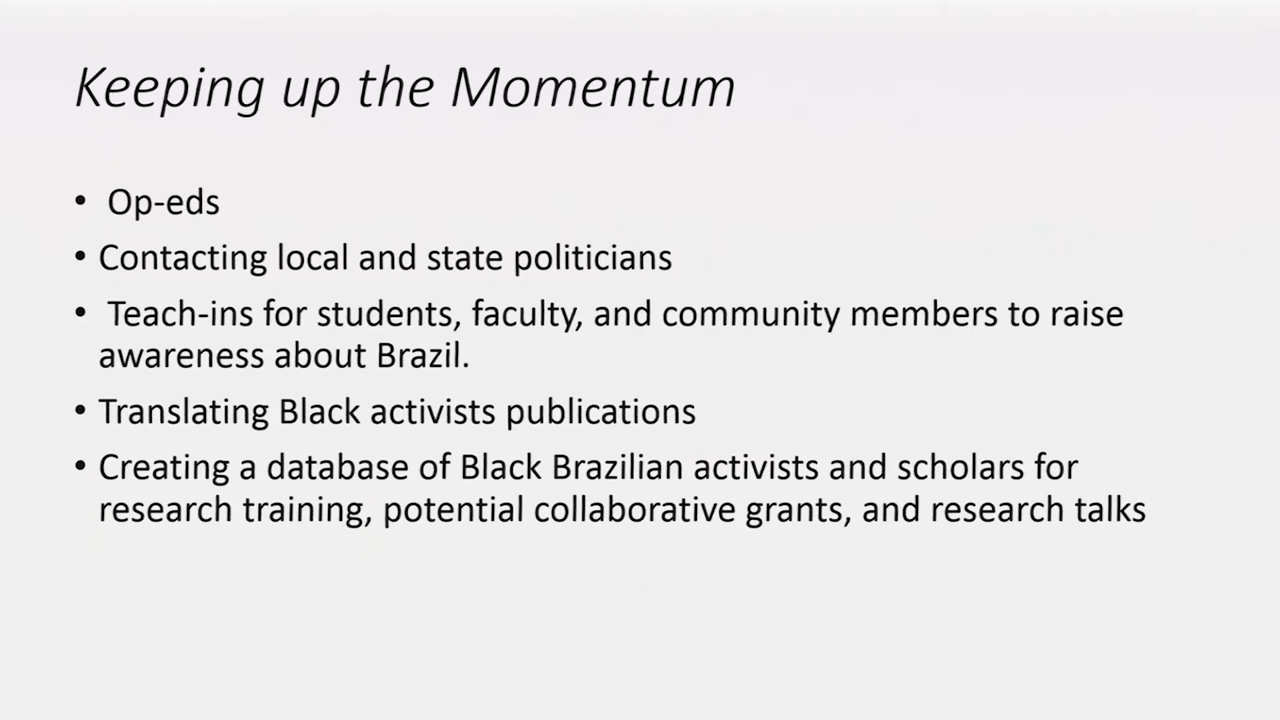 Keeping up the Momentum
• Op-eds
• Contacting local and state politicians
• Teach-ins for students, faculty, and community members to raise
awareness about Brazil.
• Translating Black activists publications
• Creating a database of Black Brazilian activists and scholars for
research training, potential collaborative grants, and research talks